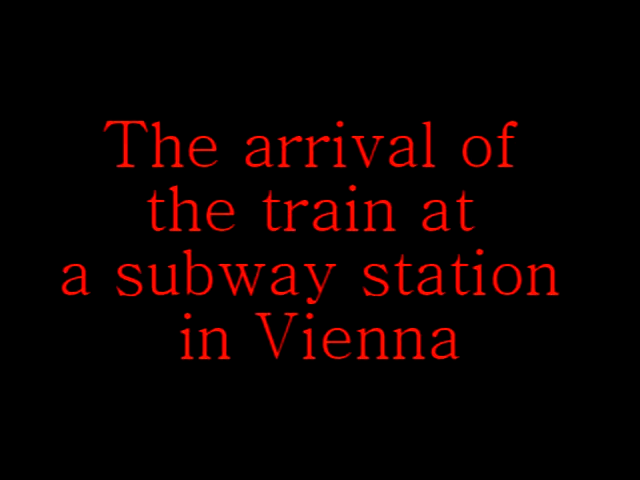 The arrival of
the train at
a subway station
in Vienna